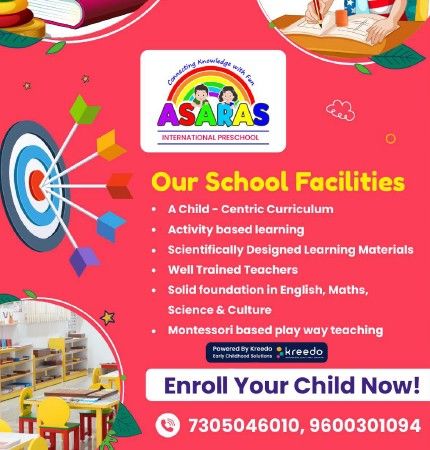 Connecting Knowledge with Fun
ASARAS
INTERNATIONAL PRESCHOOL
Our School Facilities
• A Child - Centric Curriculum
• Activity based learning
• Scientifically Designed Learning Materials
• Well Trained Teachers
• Solid foundation in English, Maths,
Science & Culture
• Montessori based play way teaching
Powered By Kreedo
Early Childhood Solutions
kreedo
Enroll Your Child Now!
7305046010, 9600301094